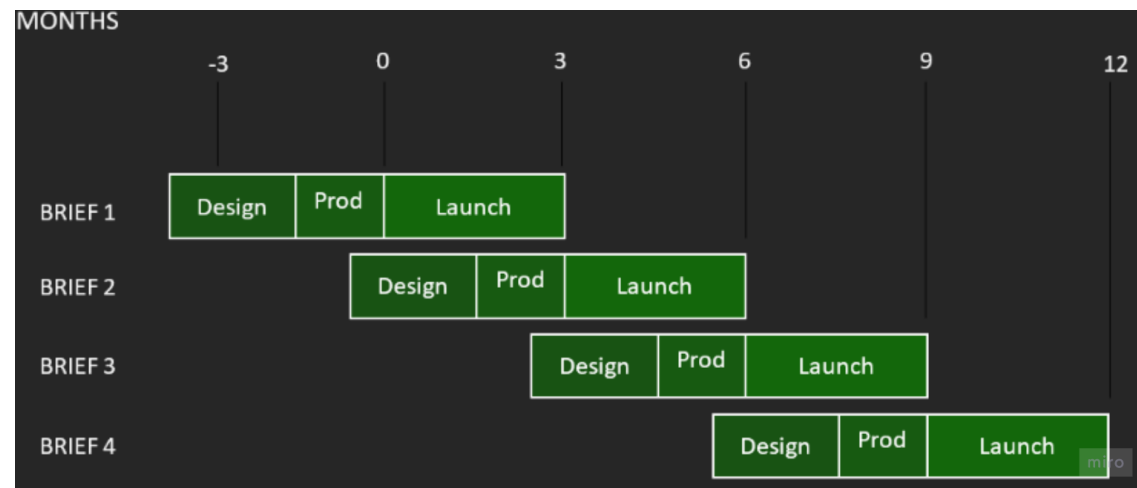 MONTHS
-3 0 3 6 9 12
BRIEF 1 Design Prod Launch
BRIEF 2 Design Prod Launch
BRIEF 3 Design Prod Launch
BRIEF 4 Design Prod Launch
miro